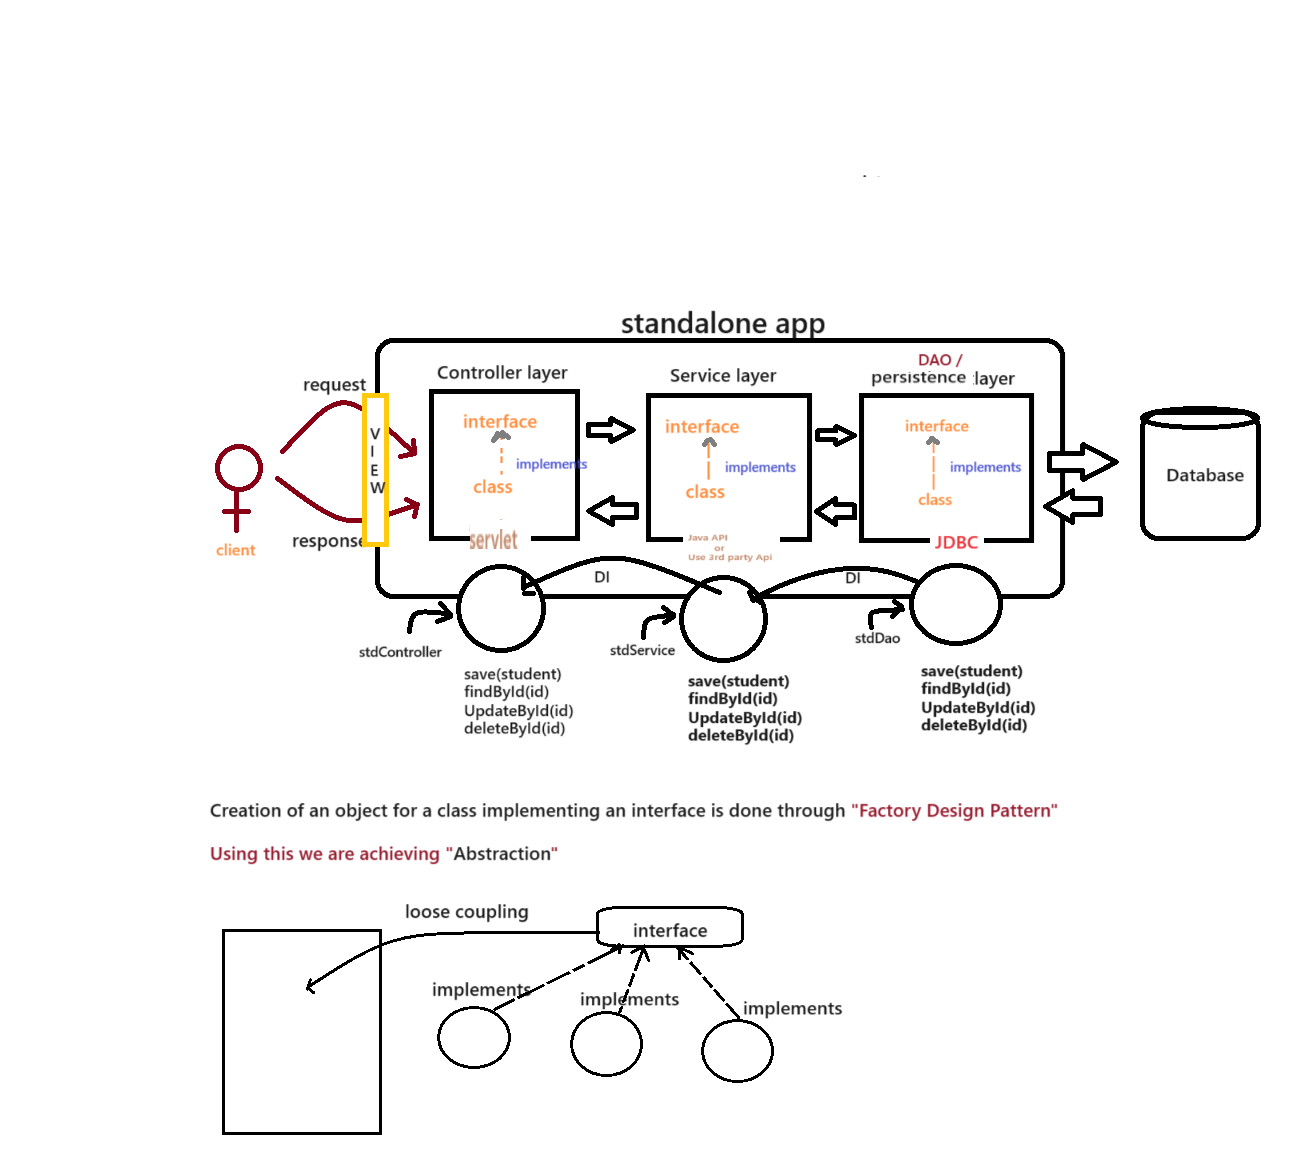 standalone app
DAO /
Controller layer
Service layer
persistence layer
request
interface
interface
interface
VIEW
implements
implements
implements
class
class
class
Database
client
response
servlet
Java API
or
Use 3rd party Api
JDBC
DI
DI
stdController
stdService
stdDao
save(student)
findById(id)
UpdateById(id)
deleteById(id)
save(student)
findById(id)
UpdateById(id)
deleteById(id)
save(student)
findById(id)
UpdateById(id)
deleteById(id)
Creation of an object for a class implementing an interface is done through "Factory Design Pattern"
Using this we are achieving "Abstraction"
loose coupling
interface
implements
implements
implements